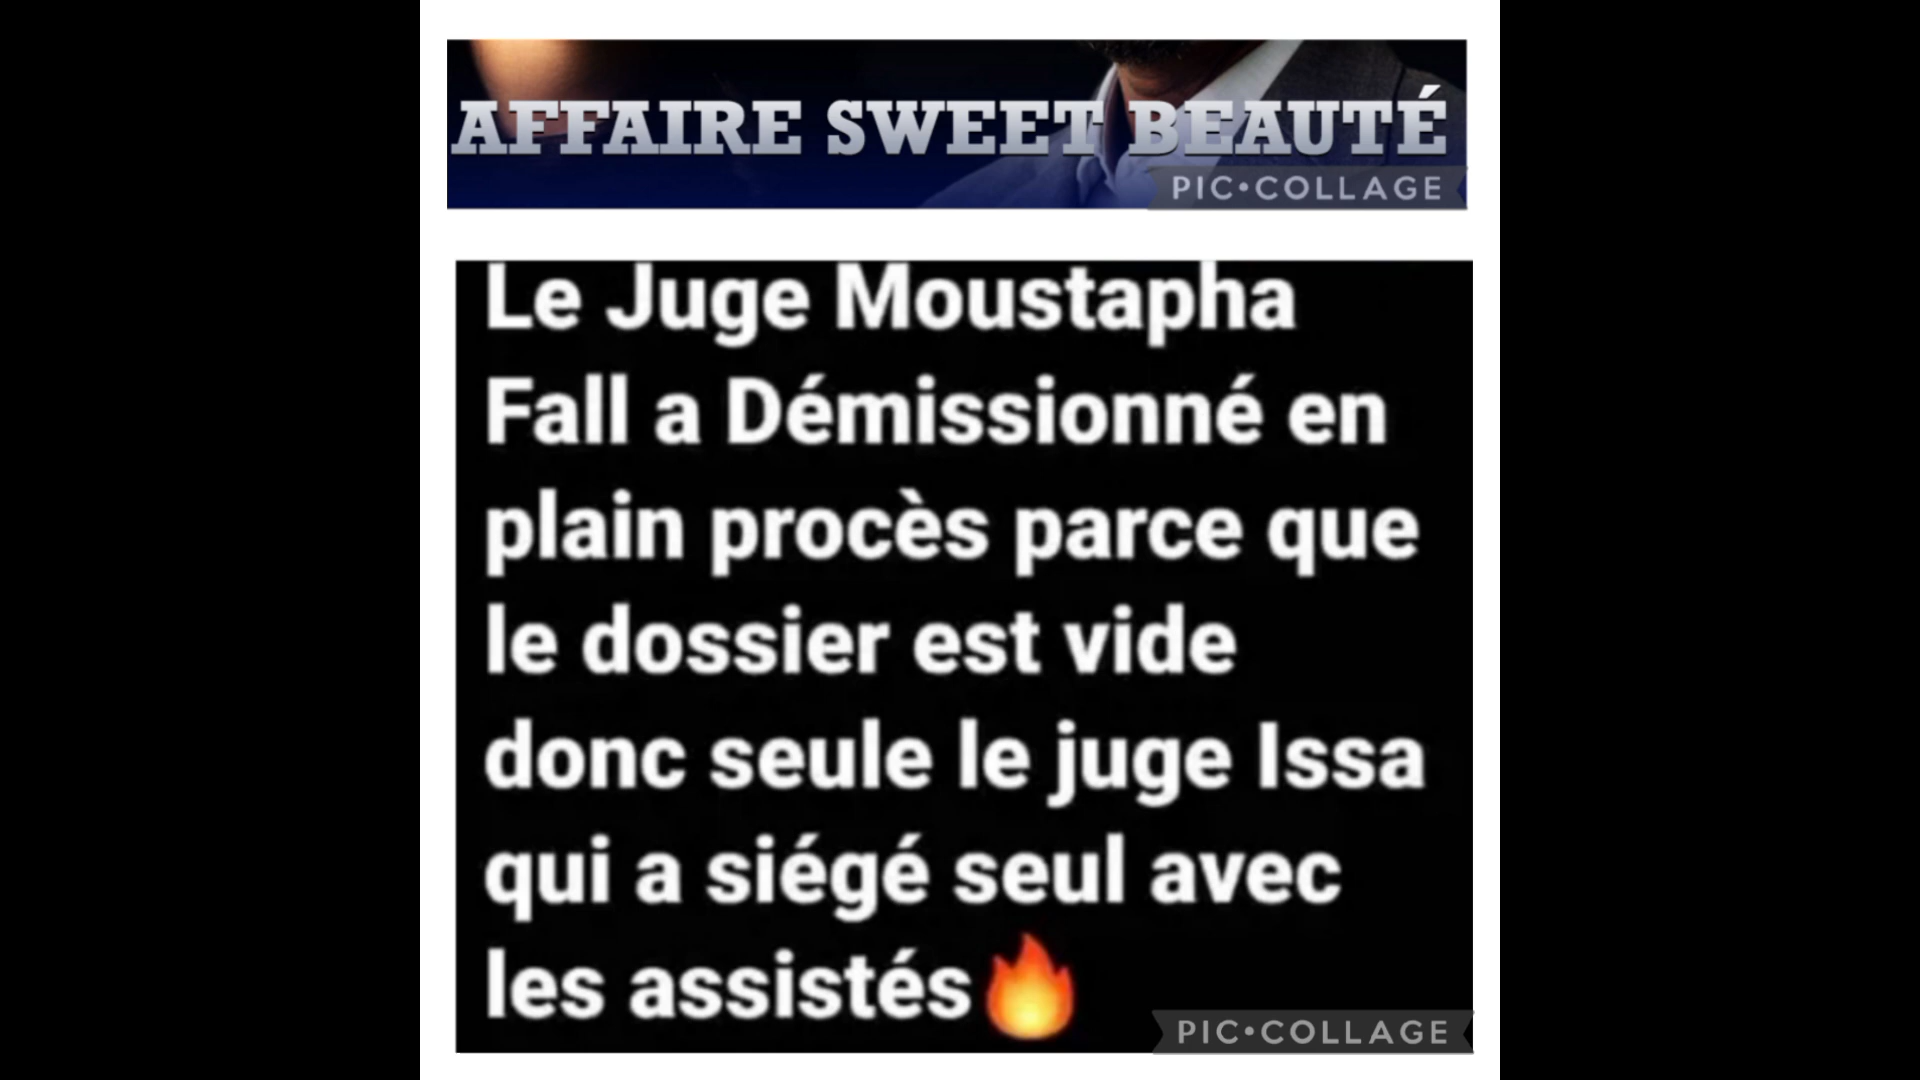 AFFAIRE SWEET BEAUTÉ
PIC•COLLAGE
Le Juge Moustapha
Fall a Démissionné en
plain procès parce que
le dossier est vide
donc seule le juge Issa
qui a siégé seul avec
les assistés🔥
PIC•COLLAGE